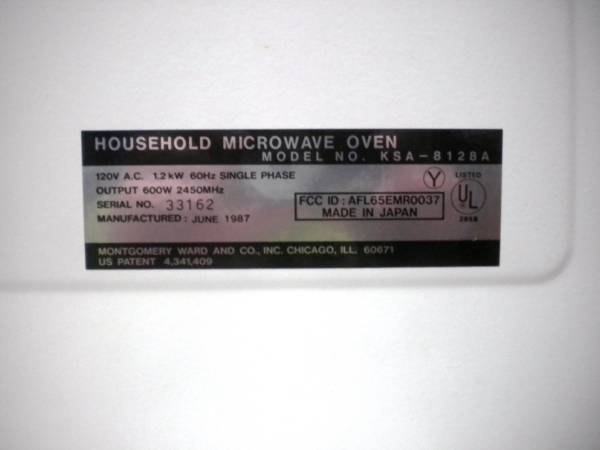 HOUSEHOLD MICROWAVE OVEN
MODEL NO. KSA-8128A
120V A.C. 1.2kW 60Hz SINGLE PHASE
OUTPUT 600W 2450MHz
SERIAL NO. 33162
MANUFACTURED: JUNE 1987
Y
LISTED
UL
FCC ID: AFL65EMR0037
MADE IN JAPAN
MONTGOMERY WARD AND CO., INC. CHICAGO, ILL. 60671
US PATENT 4,341,409